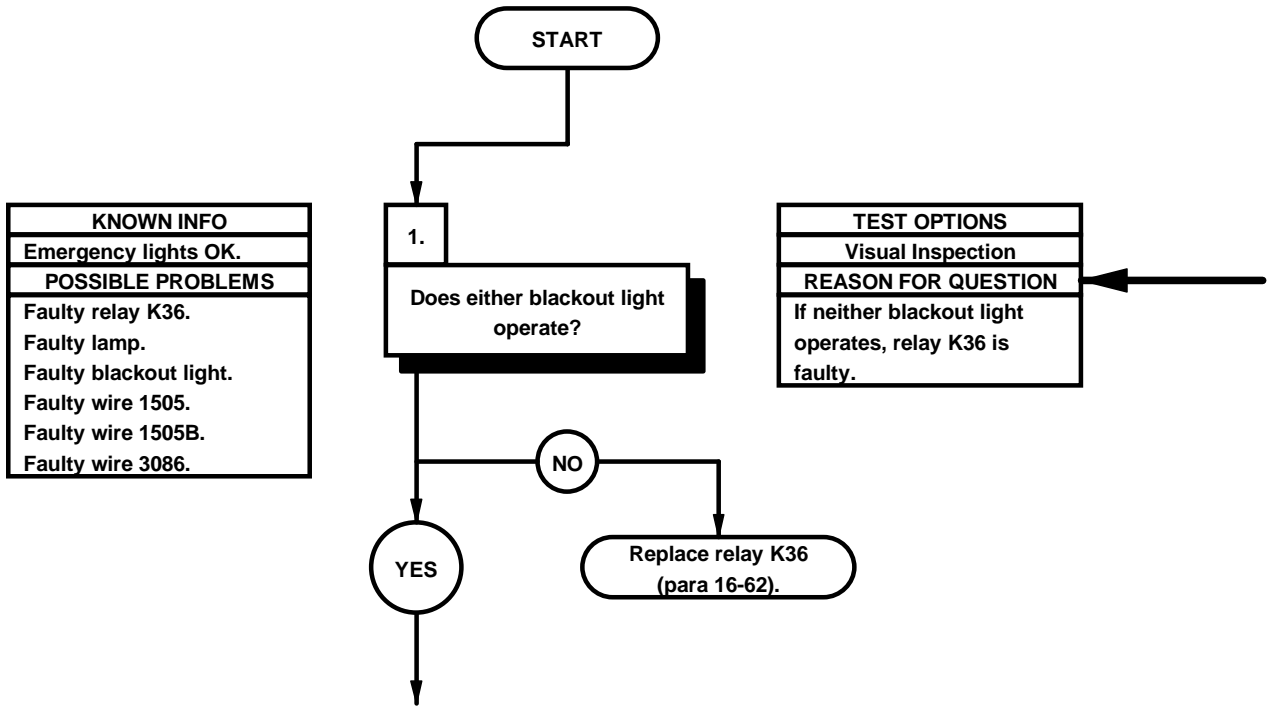 START
KNOWN INFO
Emergency lights OK.
POSSIBLE PROBLEMS
Faulty relay K36.
Faulty lamp.
Faulty blackout light.
Faulty wire 1505.
Faulty wire 1505B.
Faulty wire 3086.
1.
Does either blackout light
operate?
TEST OPTIONS
Visual Inspection
REASON FOR QUESTION
If neither blackout light
operates, relay K36 is
faulty.
NO
YES
Replace relay K36
(para 16-62).